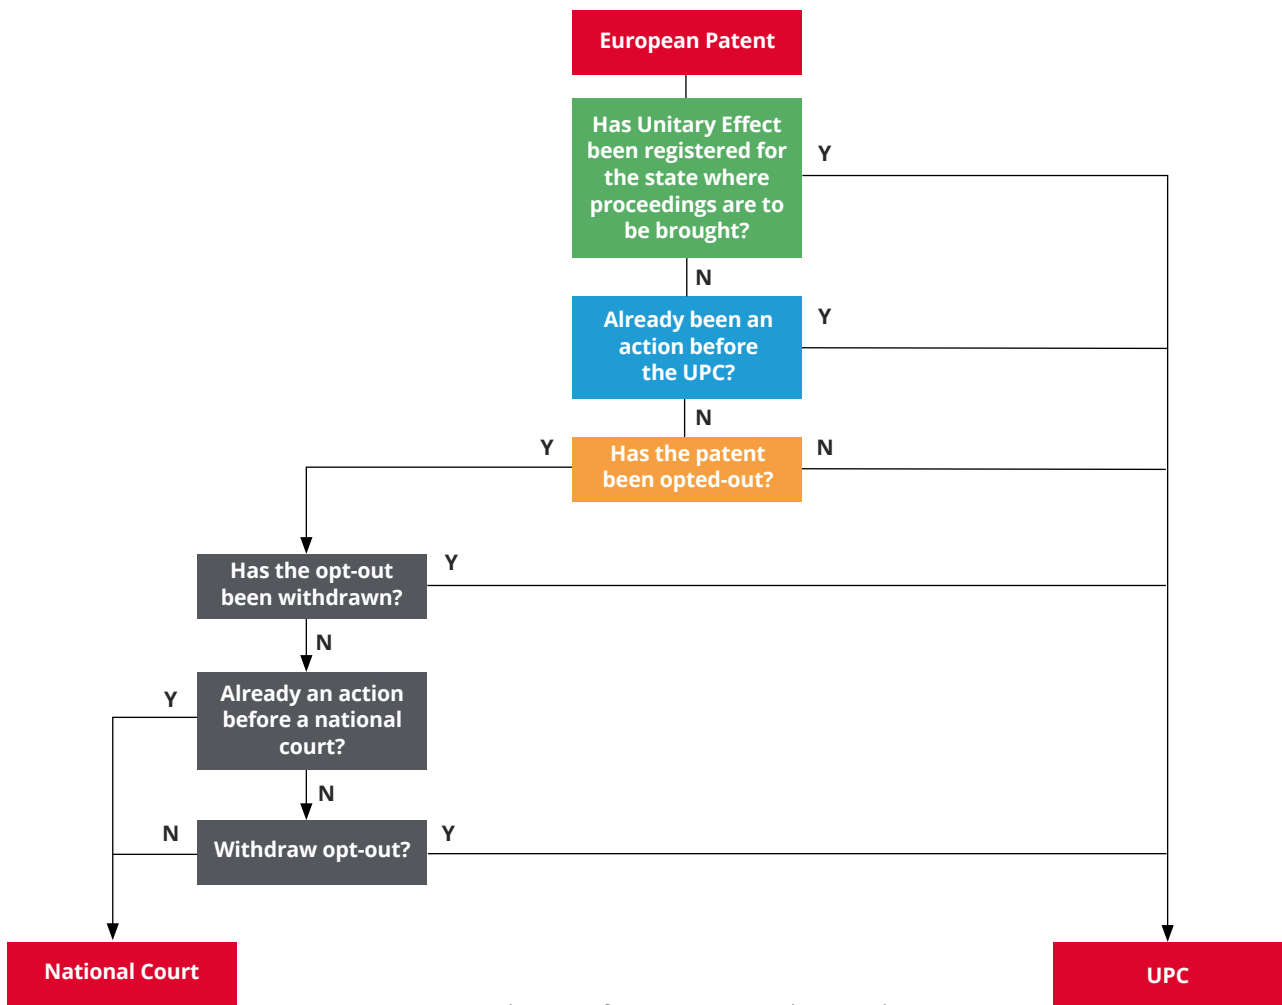 European Patent
Has Unitary Effect
been registered for
the state where
proceedings are to
be brought?
Y
N
Already been an
action before
the UPC?
Y
N
Has the patent
been opted-out?
Y
N
Has the opt-out
been withdrawn?
Y
N
Already an action
before a national
court?
Y
N
Withdraw opt-out?
N
Y
National Court
UPC